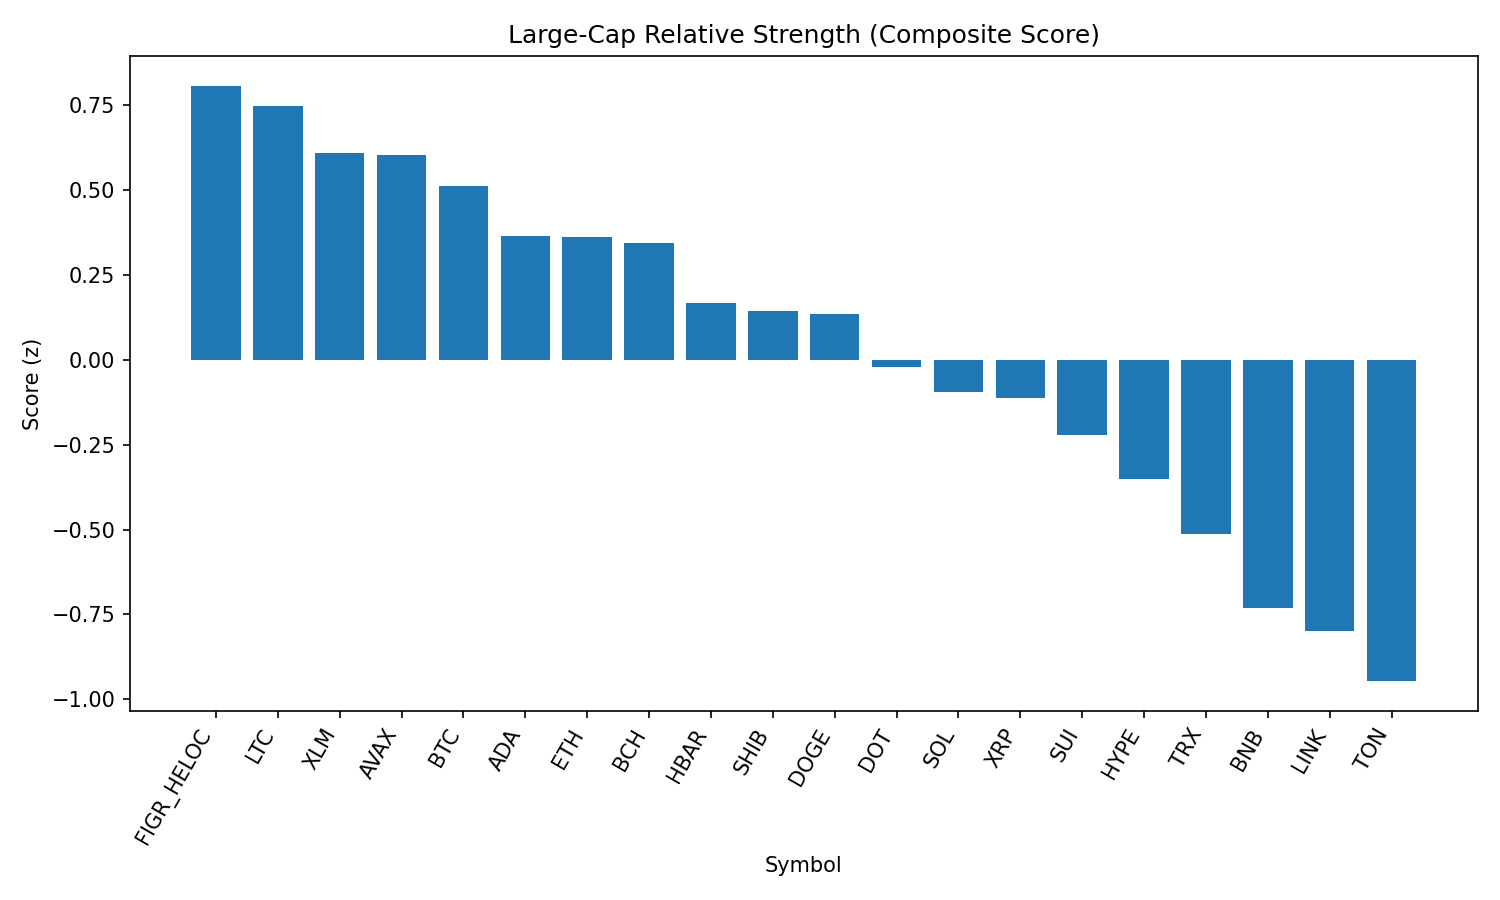 Large-Cap Relative Strength (Composite Score)
Score (z)
0.75
0.50
0.25
0.00
−0.25
−0.50
−0.75
−1.00
FIGR_HELOC
LTC
XLM
AVAX
BTC
ADA
ETH
BCH
HBAR
SHIB
DOGE
DOT
SOL
XRP
SUI
HYPE
TRX
BNB
LINK
TON
Symbol